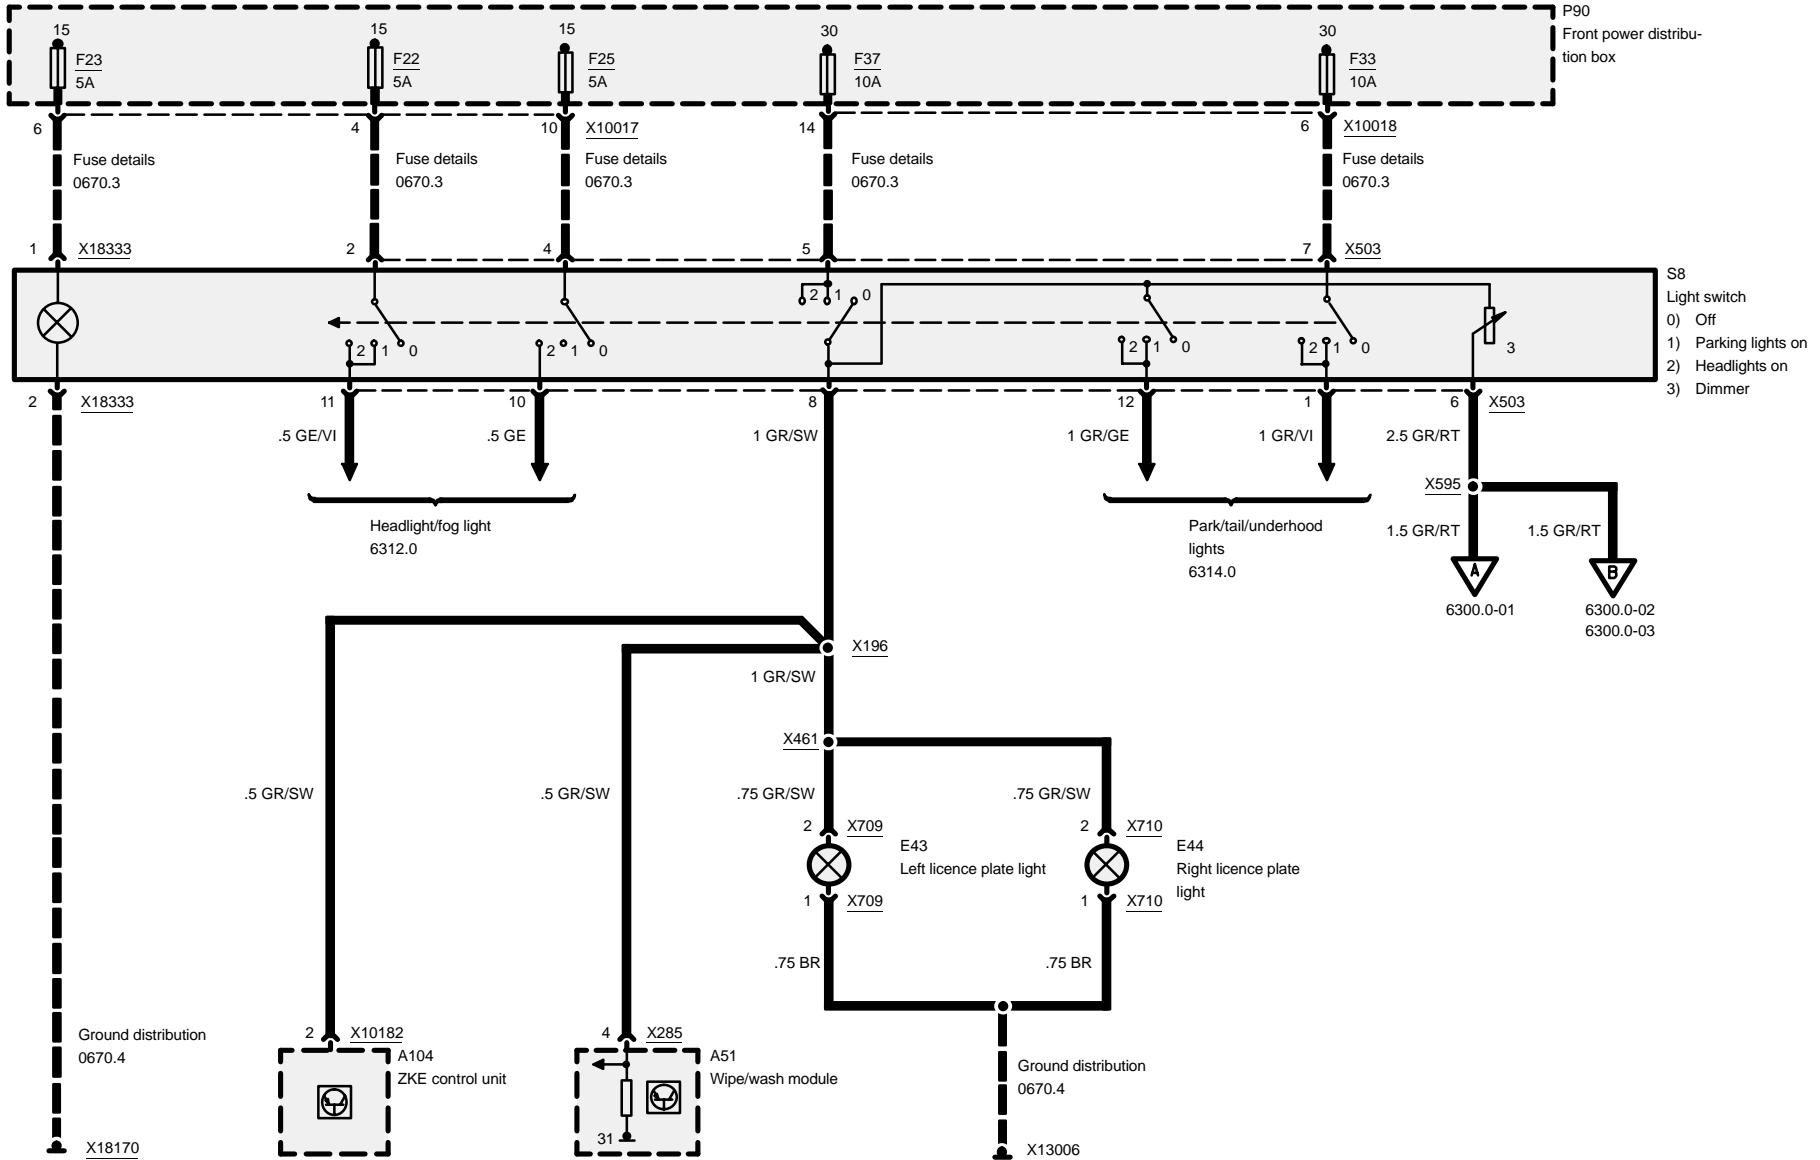 P90
Front power distribu-
tion box
15
F23
5A
15
F22
5A
15
F25
5A
30
F37
10A
30
F33
10A
6
4
10
X10017
14
6
X10018
Fuse details
0670.3
Fuse details
0670.3
Fuse details
0670.3
Fuse details
0670.3
Fuse details
0670.3
1
X18333
2
4
5
7
X503
S8
Light switch
0) Off
1) Parking lights on
2) Headlights on
3) Dimmer
2 1 0
2 1 0
2 1 0
2 1 0
2 1 0
3
2
X18333
11
10
8
12
1
6
X503
.5 GE/VI
.5 GE
1 GR/SW
1 GR/GE
1 GR/VI
2.5 GR/RT
X595
Headlight/fog light
6312.0
Park/tail/underhood
lights
6314.0
1.5 GR/RT
1.5 GR/RT
A
B
6300.0-01
6300.0-02
6300.0-03
X196
1 GR/SW
X461
.5 GR/SW
.5 GR/SW
.75 GR/SW
.75 GR/SW
2
X709
2
X710
E43
Left licence plate light
E44
Right licence plate
light
1
X709
1
X710
.75 BR
.75 BR
Ground distribution
0670.4
2
X10182
A104
ZKE control unit
4
X285
A51
Wipe/wash module
31
Ground distribution
0670.4
X18170
X13006